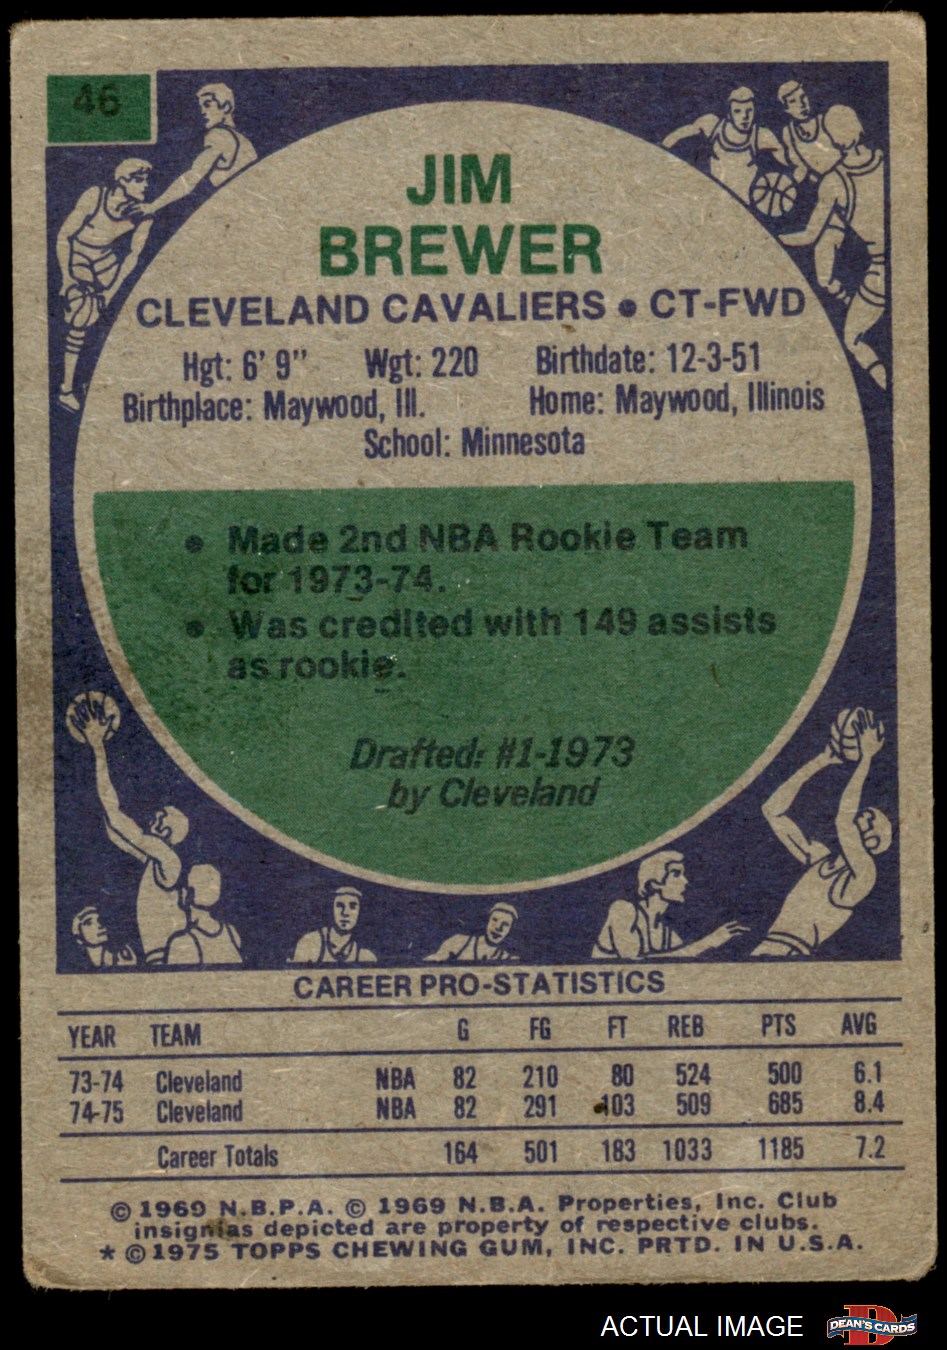 46
JIM
BREWER
CLEVELAND CAVALIERS • CT-FWD
Hgt: 6' 9" Wgt: 220 Birthdate: 12-3-51
Birthplace: Maywood, Ill. Home: Maywood, Illinois
School: Minnesota
• Made 2nd NBA Rookie Team
for 1973-74.
• Was credited with 149 assists
as rookie.
Drafted: #1-1973
by Cleveland
CAREER PRO-STATISTICS
YEAR TEAM G FG FT REB PTS AVG
73-74 Cleveland NBA 82 210 80 524 500 6.1
74-75 Cleveland NBA 82 291 103 509 685 8.4
Career Totals 164 501 183 1033 1185 7.2
© 1969 N.B.P.A. © 1969 N.B.A. Properties, Inc. Club
insignias depicted are property of respective clubs.
* © 1975 TOPPS CHEWING GUM, INC. PRTD. IN U.S.A.
ACTUAL IMAGE
D
DEAN'S CARDS